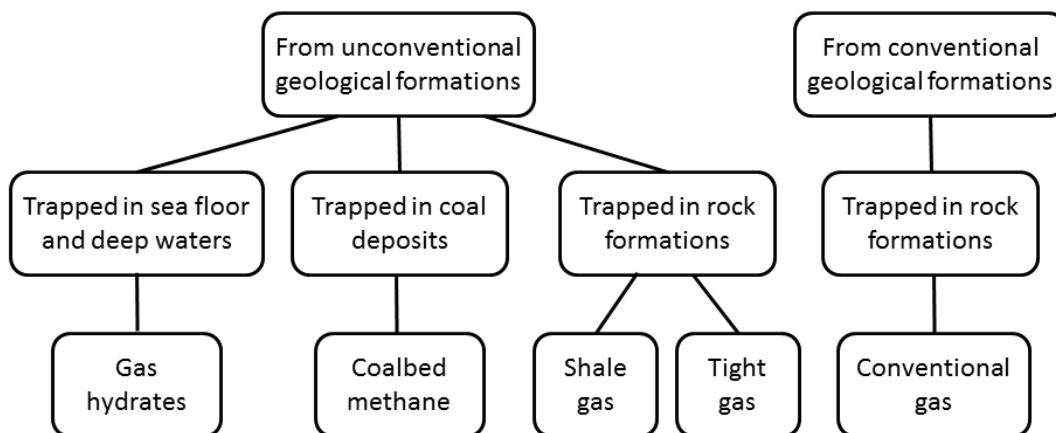 From unconventional
geological formations
From conventional
geological formations
Trapped in sea floor
and deep waters
Trapped in coal
deposits
Trapped in rock
formations
Trapped in rock
formations
Gas
hydrates
Coalbed
methane
Shale
gas
Tight
gas
Conventional
gas